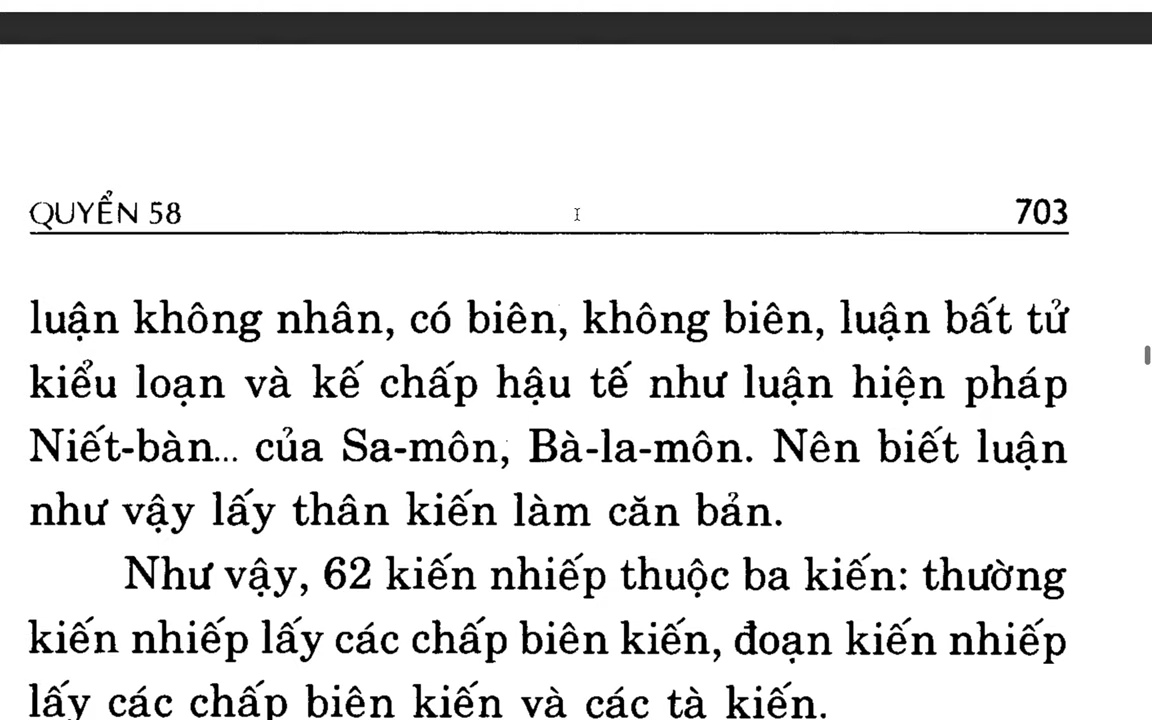 QUYỂN 58 703
luận không nhân, có biên, không biên, luận bất tử
kiểu loạn và kế chấp hậu tế như luận hiện pháp
Niết-bàn... của Sa-môn, Bà-la-môn. Nên biết luận
như vậy lấy thân kiến làm căn bản.
Như vậy, 62 kiến nhiếp thuộc ba kiến: thường
kiến nhiếp lấy các chấp biên kiến, đoạn kiến nhiếp
lấy các chấp biên kiến và các tà kiến.